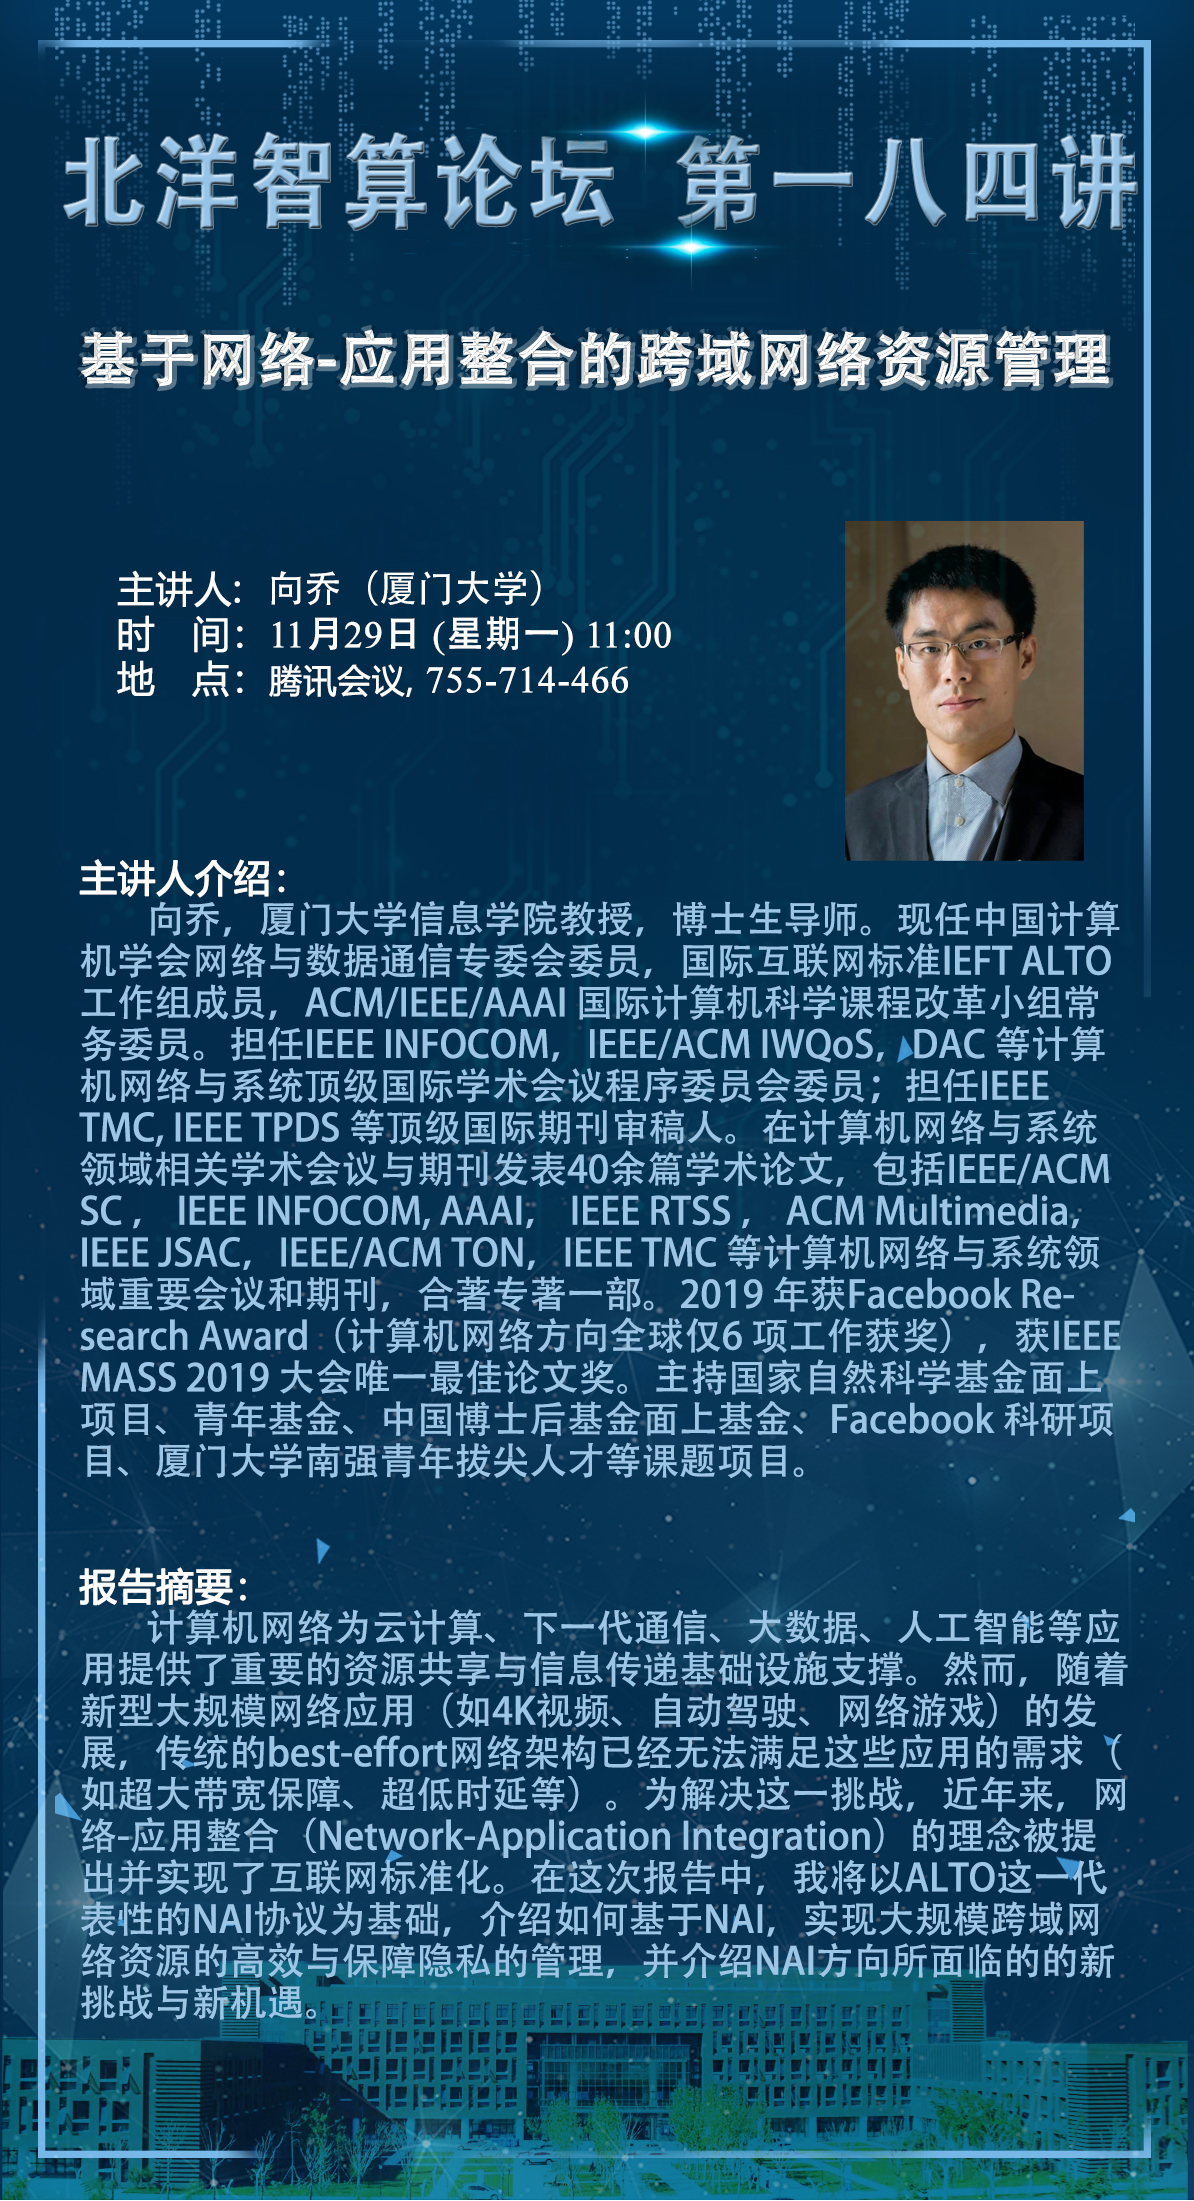 北洋智算论坛 第一八四讲
基于网络-应用整合的跨域网络资源管理
主讲人：向乔（厦门大学）
时 间：11月29日 (星期一) 11:00
地 点：腾讯会议, 755-714-466
主讲人介绍：
向乔，厦门大学信息学院教授，博士生导师。现任中国计算
机学会网络与数据通信专委会委员，国际互联网标准IEFT ALTO
工作组成员，ACM/IEEE/AAAI 国际计算机科学课程改革小组常
务委员。担任IEEE INFOCOM，IEEE/ACM IWQoS，DAC 等计算
机网络与系统顶级国际学术会议程序委员会委员；担任IEEE
TMC, IEEE TPDS 等顶级国际期刊审稿人。在计算机网络与系统
领域相关学术会议与期刊发表40余篇学术论文，包括IEEE/ACM
SC ， IEEE INFOCOM, AAAI， IEEE RTSS ， ACM Multimedia,
IEEE JSAC，IEEE/ACM TON，IEEE TMC 等计算机网络与系统领
域重要会议和期刊，合著专著一部。2019 年获Facebook Re-
search Award（计算机网络方向全球仅6 项工作获奖），获IEEE
MASS 2019 大会唯一最佳论文奖。主持国家自然科学基金面上
项目、青年基金、中国博士后基金面上基金、Facebook 科研项
目、厦门大学南强青年拔尖人才等课题项目。
报告摘要：
计算机网络为云计算、下一代通信、大数据、人工智能等应
用提供了重要的资源共享与信息传递基础设施支撑。然而，随着
新型大规模网络应用（如4K视频、自动驾驶、网络游戏）的发
展，传统的best-effort网络架构已经无法满足这些应用的需求（
如超大带宽保障、超低时延等）。为解决这一挑战，近年来，网
络-应用整合（Network-Application Integration）的理念被提
出并实现了互联网标准化。在这次报告中，我将以ALTO这一代
表性的NAI协议为基础，介绍如何基于NAI，实现大规模跨域网
络资源的高效与保障隐私的管理，并介绍NAI方向所面临的的新
挑战与新机遇。